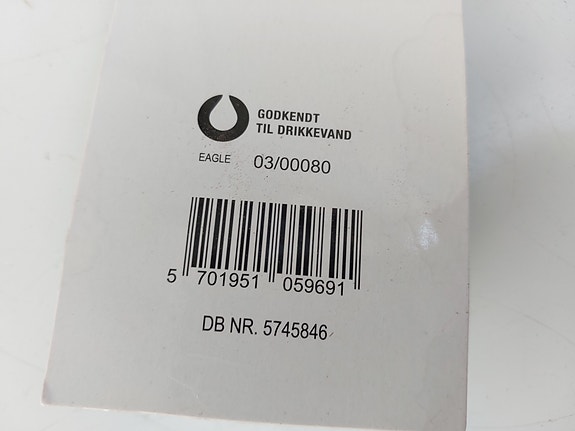 GODKENDT
TIL DRIKKEVAND
EAGLE 03/00080
5 701951 059691
DB NR. 5745846